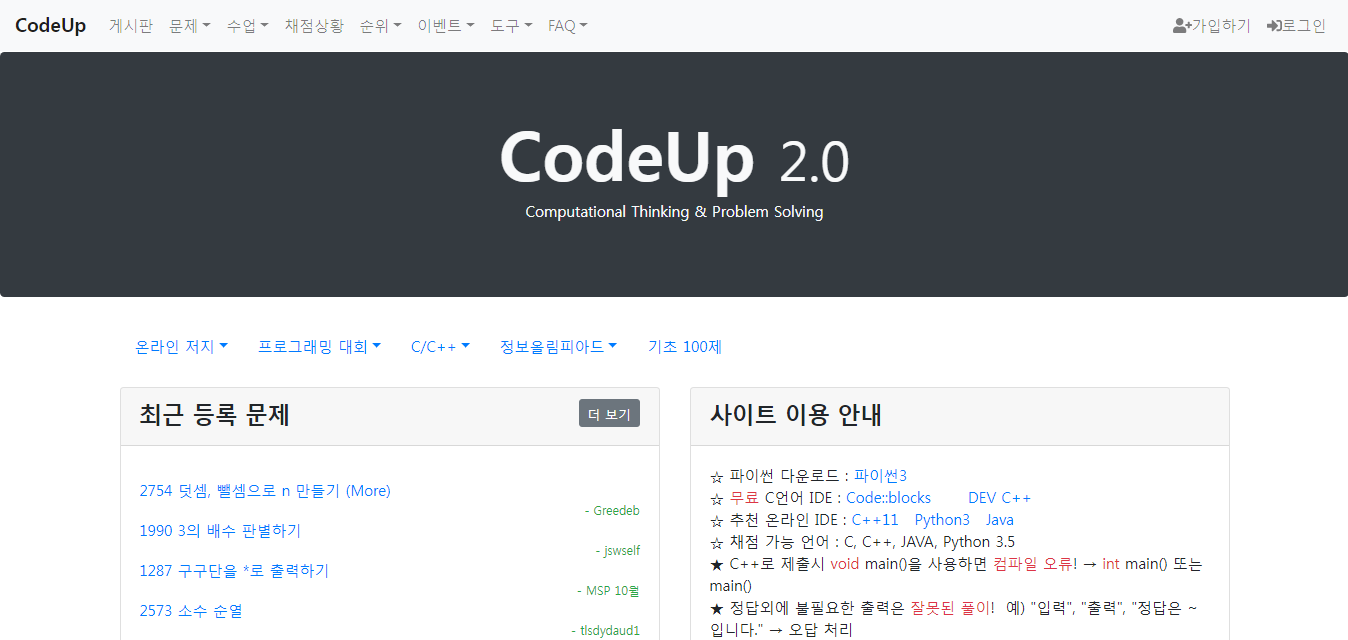 CodeUp 게시판 문제 수업 채점상황 순위 이벤트 도구 FAQ 가입하기 로그인
CodeUp 2.0
Computational Thinking & Problem Solving
온라인 저지 프로그래밍 대회 C/C++ 정보올림피아드 기초 100제
최근 등록 문제 더 보기
2754 덧셈, 뺄셈으로 n 만들기 (More)
- Greedeb
1990 3의 배수 판별하기
- jswself
1287 구구단을 *로 출력하기
- MSP 10월
2573 소수 순열
- tlsdydaud1
사이트 이용 안내
☆ 파이썬 다운로드 : 파이썬3
☆ 무료 C언어 IDE : Code::blocks DEV C++
☆ 추천 온라인 IDE : C++11 Python3 Java
☆ 채점 가능 언어 : C, C++, JAVA, Python 3.5
★ C++로 제출시 void main()을 사용하면 컴파일 오류! → int main() 또는
main()
★ 정답외에 불필요한 출력은 잘못된 풀이! 예) "입력", "출력", "정답은 ~
입니다." → 오답 처리